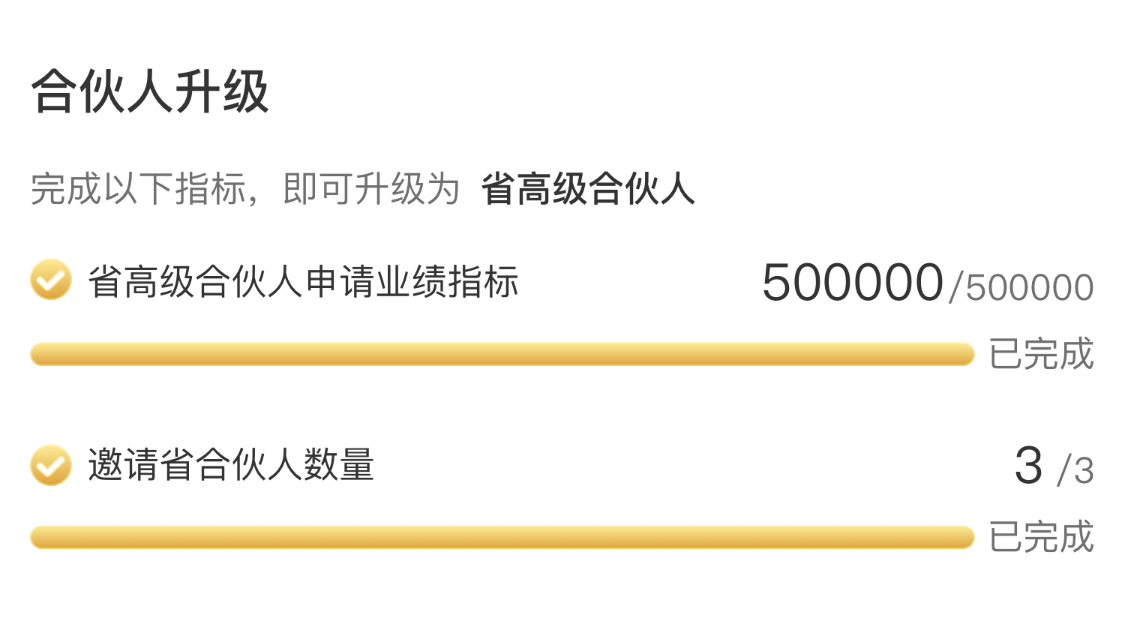 合伙人升级
完成以下指标，即可升级为 省高级合伙人
省高级合伙人申请业绩指标 500000/500000
已完成
邀请省合伙人数量 3 /3
已完成